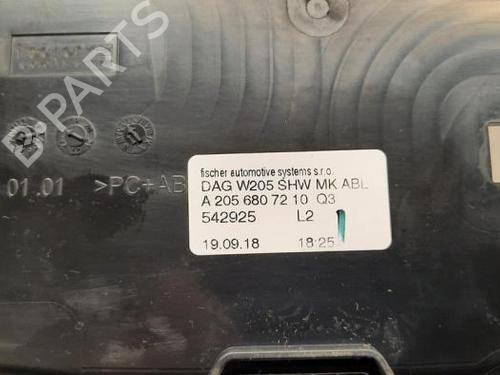 B-PARTS
fischer automotive systems s.r.o.
DAG W205 SHW MK ABL
A 205 680 72 10 Q3
542925 L2
19.09.18 18:25
01.01 >PC+AB